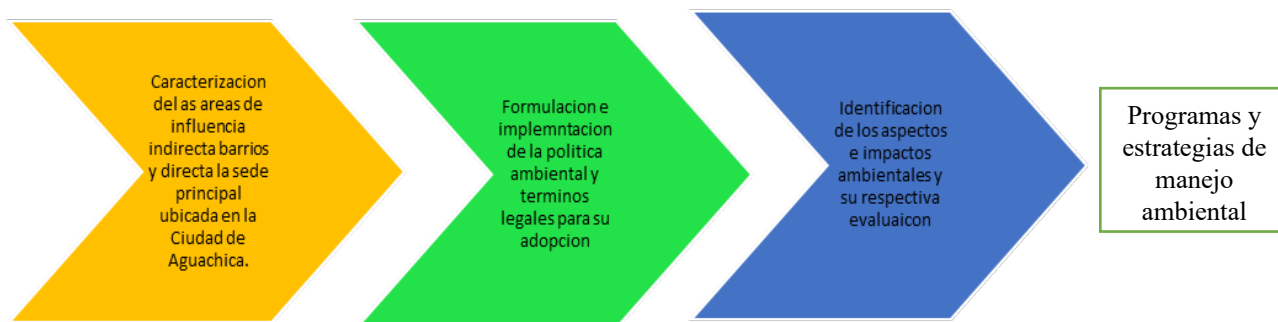 Caracterizacion
del as areas de
influencia
indirecta barrios
y directa la sede
principal
ubicada en la
Ciudad de
Aguachica.
Formulacion e
implemntacion
de la politica
ambiental y
terminos
legales para su
adopcion
Identificacion
de los aspectos
e impactos
ambientales y
su respectiva
evaluaicon
Programas y
estrategias de
manejo
ambiental